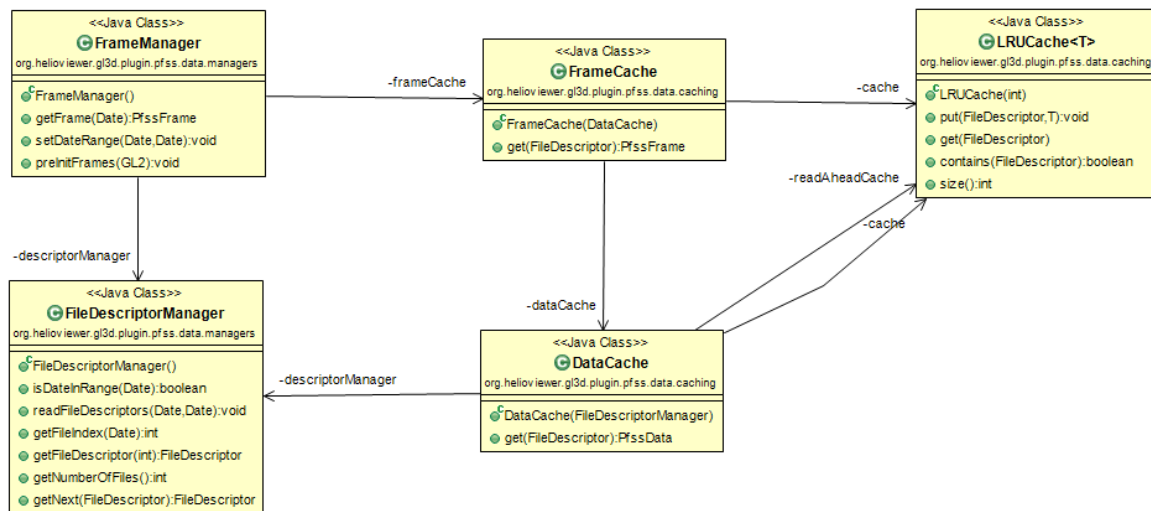 <<Java Class>>
FrameManager
org.helioviewer.gl3d.plugin.pfss.data.managers
FrameManager()
getFrame(Date):PfssFrame
setDateRange(Date,Date):void
preInitFrames(GL2):void
-frameCache
<<Java Class>>
FrameCache
org.helioviewer.gl3d.plugin.pfss.data.caching
FrameCache(DataCache)
get(FileDescriptor):PfssFrame
-cache
<<Java Class>>
LRUCache<T>
org.helioviewer.gl3d.plugin.pfss.data.caching
LRUCache(int)
put(FileDescriptor,T):void
get(FileDescriptor)
contains(FileDescriptor):boolean
size():int
-readAheadCache
-cache
-descriptorManager
-dataCache
<<Java Class>>
FileDescriptorManager
org.helioviewer.gl3d.plugin.pfss.data.managers
FileDescriptorManager()
isDateInRange(Date):boolean
readFileDescriptors(Date,Date):void
getFileIndex(Date):int
getFileDescriptor(int):FileDescriptor
getNumberOfFiles():int
getNext(FileDescriptor):FileDescriptor
-descriptorManager
<<Java Class>>
DataCache
org.helioviewer.gl3d.plugin.pfss.data.caching
DataCache(FileDescriptorManager)
get(FileDescriptor):PfssData